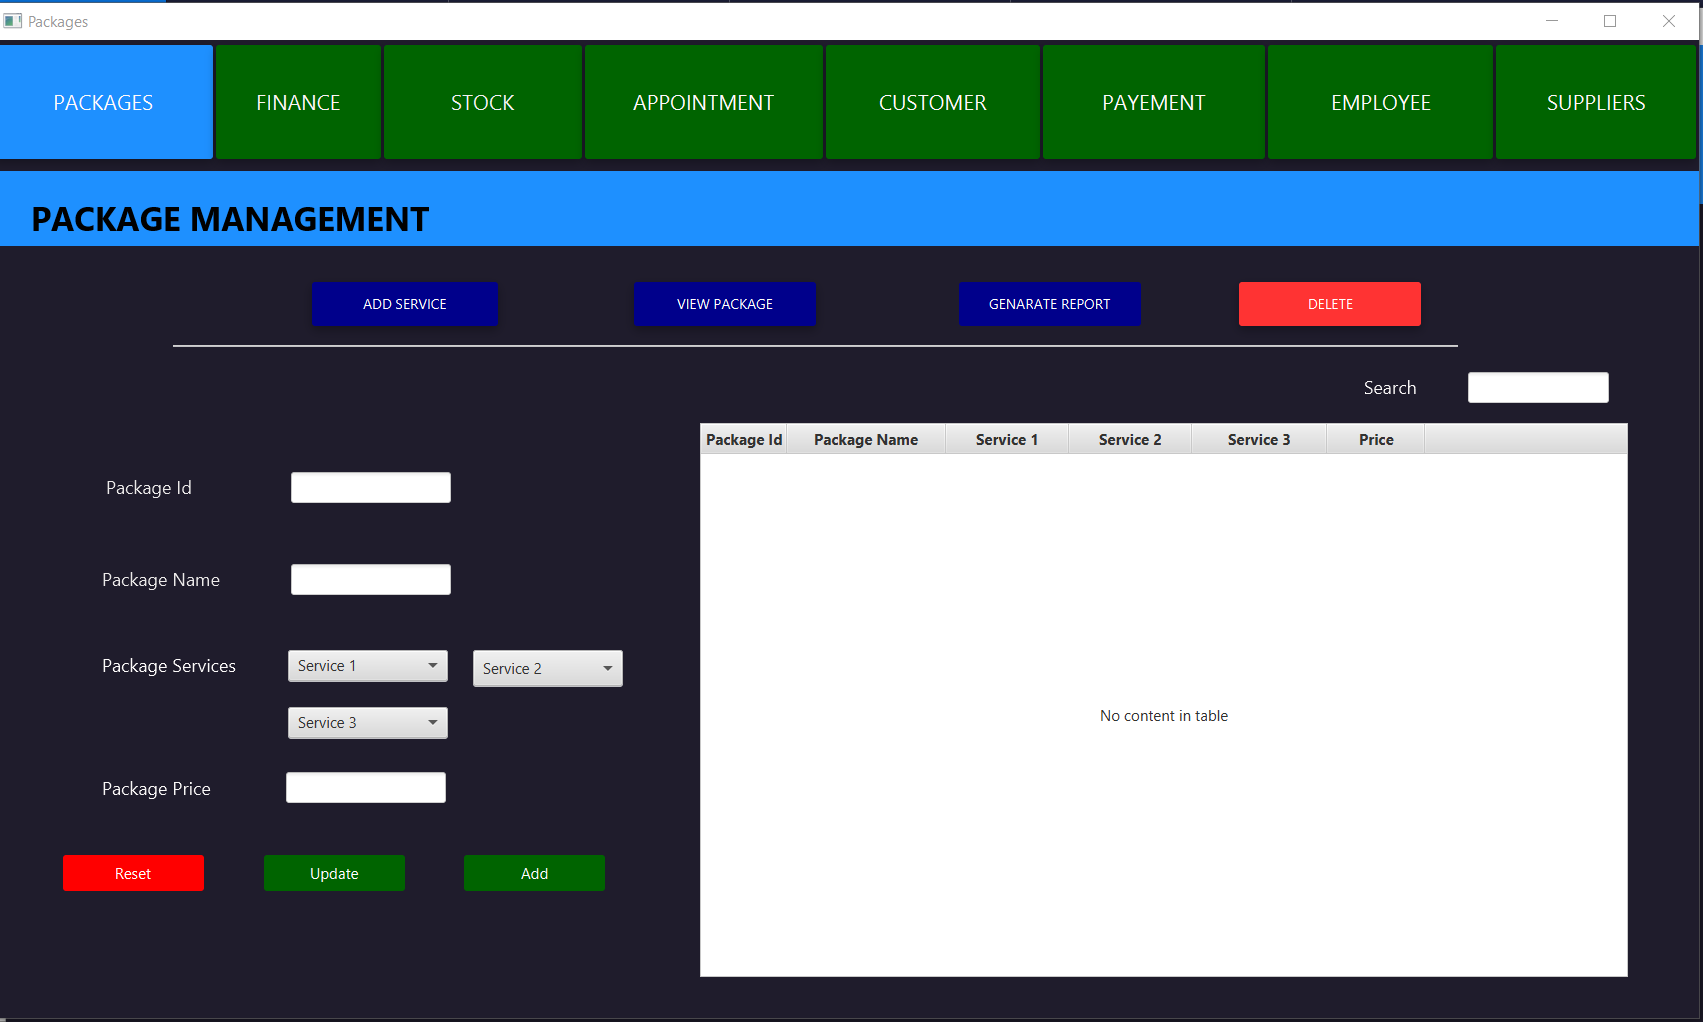 Packages
PACKAGES FINANCE STOCK APPOINTMENT CUSTOMER PAYEMENT EMPLOYEE SUPPLIERS
PACKAGE MANAGEMENT
ADD SERVICE VIEW PACKAGE GENARATE REPORT DELETE
Search
Package Id Package Name Service 1 Service 2 Service 3 Price
Package Id
Package Name
Package Services Service 1 Service 2
Service 3
No content in table
Package Price
Reset Update Add